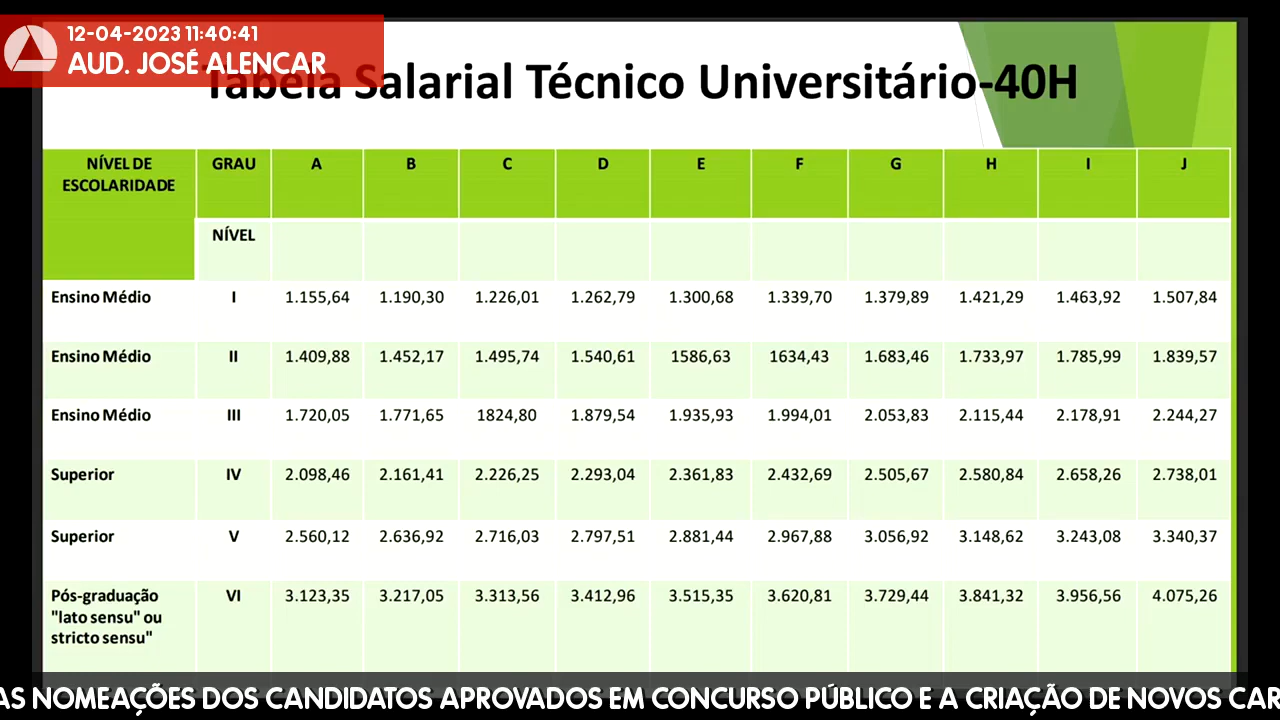 12-04-2023 11:40:41
AUD. JOSÉ ALENCAR
Tabela Salarial Técnico Universitário-40H
NÍVEL DE ESCOLARIDADE GRAU A B C D E F G H I J
NÍVEL
Ensino Médio I 1.155,64 1.190,30 1.226,01 1.262,79 1.300,68 1.339,70 1.379,89 1.421,29 1.463,92 1.507,84
Ensino Médio II 1.409,88 1.452,17 1.495,74 1.540,61 1586,63 1634,43 1.683,46 1.733,97 1.785,99 1.839,57
Ensino Médio III 1.720,05 1.771,65 1824,80 1.879,54 1.935,93 1.994,01 2.053,83 2.115,44 2.178,91 2.244,27
Superior IV 2.098,46 2.161,41 2.226,25 2.293,04 2.361,83 2.432,69 2.505,67 2.580,84 2.658,26 2.738,01
Superior V 2.560,12 2.636,92 2.716,03 2.797,51 2.881,44 2.967,88 3.056,92 3.148,62 3.243,08 3.340,37
Pós-graduação VI 3.123,35 3.217,05 3.313,56 3.412,96 3.515,35 3.620,81 3.729,44 3.841,32 3.956,56 4.075,26
"lato sensu" ou
stricto sensu"
AS NOMEAÇÕES DOS CANDIDATOS APROVADOS EM CONCURSO PÚBLICO E A CRIAÇÃO DE NOVOS CAR